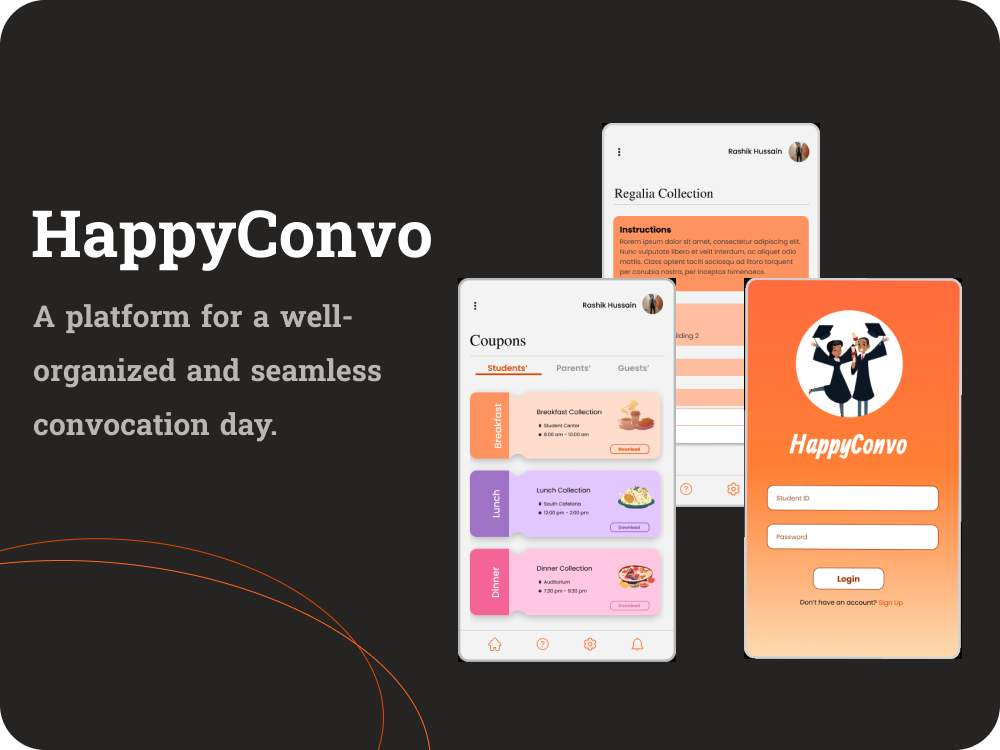 HappyConvo
A platform for a well-
organized and seamless
convocation day.
Rashik Hussain
Regalia Collection
Instructions
Rorem ipsum dolor sit amet, consectetur adipiscing elit.
Nunc vulputate libero et velit interdum, ac aliquet odio
mattis. Class aptent taciti sociosqu ad litora torquent
per conubia nostra, per inceptos himenaeos.
ilding 2
Rashik Hussain
Coupons
Students' Parents' Guests'
Breakfast
Breakfast Collection
Student Center
8:00 am - 10:00 am
Download
Lunch
Lunch Collection
South Cafeteria
12:00 pm - 2:00 pm
Download
Dinner
Dinner Collection
Auditorium
7:30 pm - 9:30 pm
Download
HappyConvo
Student ID
Password
Login
Don't have an account? Sign Up